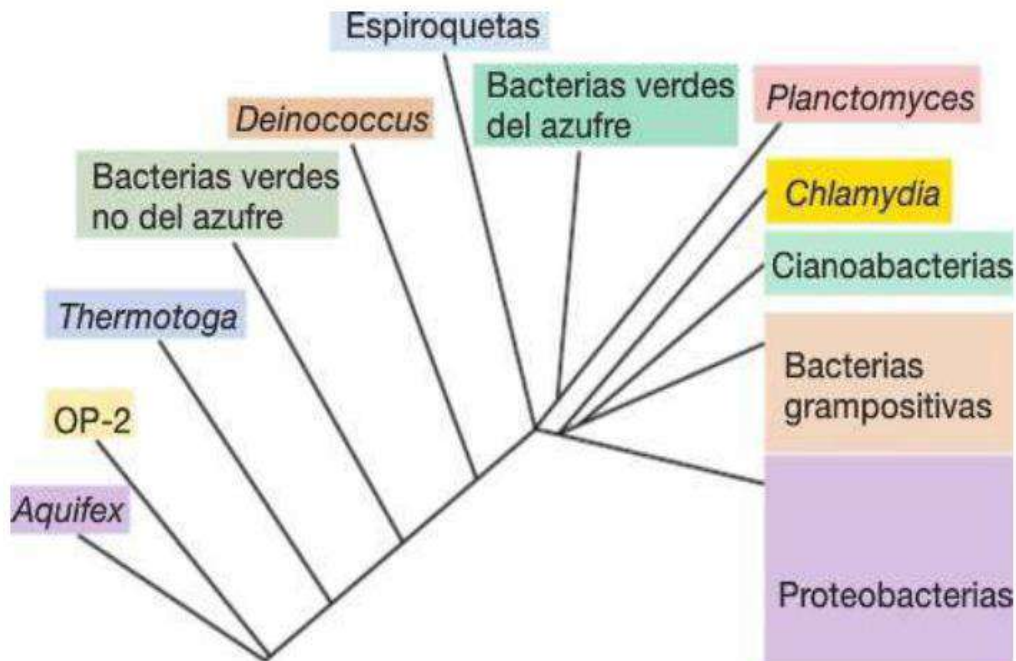 Espiroquetas
Bacterias verdes
del azufre
Planctomyces
Deinococcus
Bacterias verdes
no del azufre
Chlamydia
Cianoabacterias
Thermotoga
Bacterias
grampositivas
OP-2
Aquifex
Proteobacterias